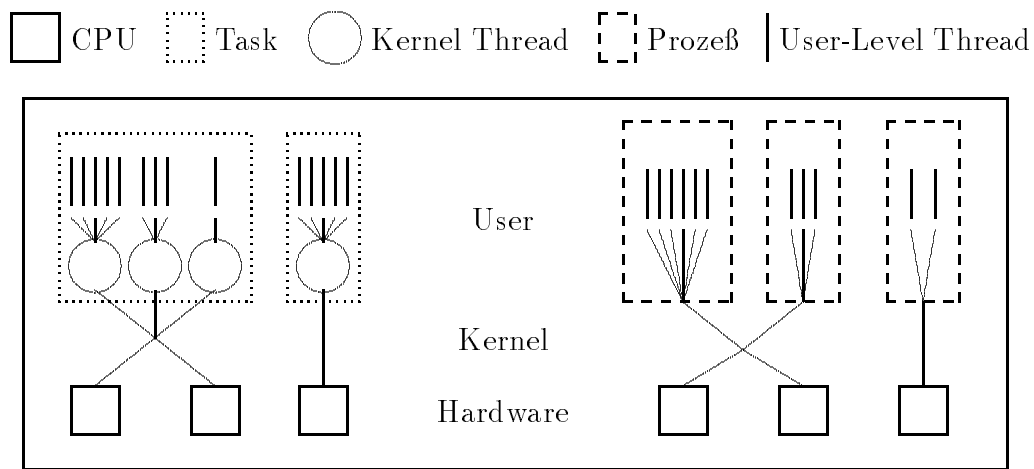 CPU Task Kernel Thread Prozeß User-Level Thread
User
Kernel
Hardware